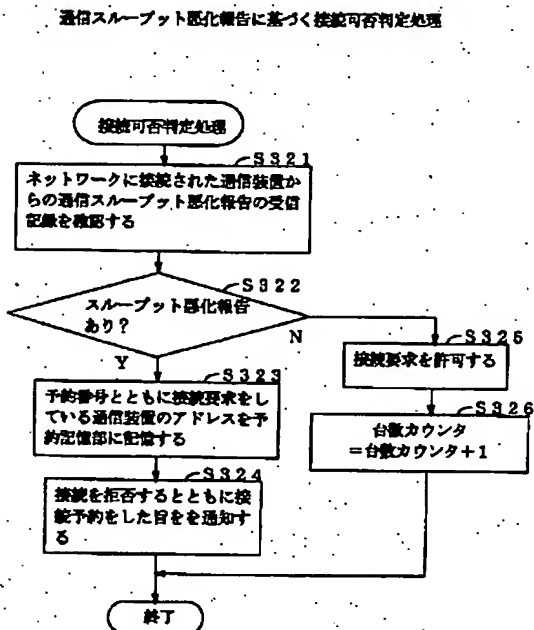 通信スループット悪化報告に基づく接続可否判定処理
接続可否判定処理
S321
ネットワークに接続された通信装置か
らの通信スループット悪化報告の受信
記録を確認する
S322
スループット悪化報告
あり?
N
Y
S325
接続要求を許可する
S323
予約番号とともに接続要求をし
ている通信装置のアドレスを予
約記憶部に記憶する
S326
台数カウンタ
=台数カウンタ+1
S324
接続を拒否するとともに接
続予約をした旨をを通知す
る
終了